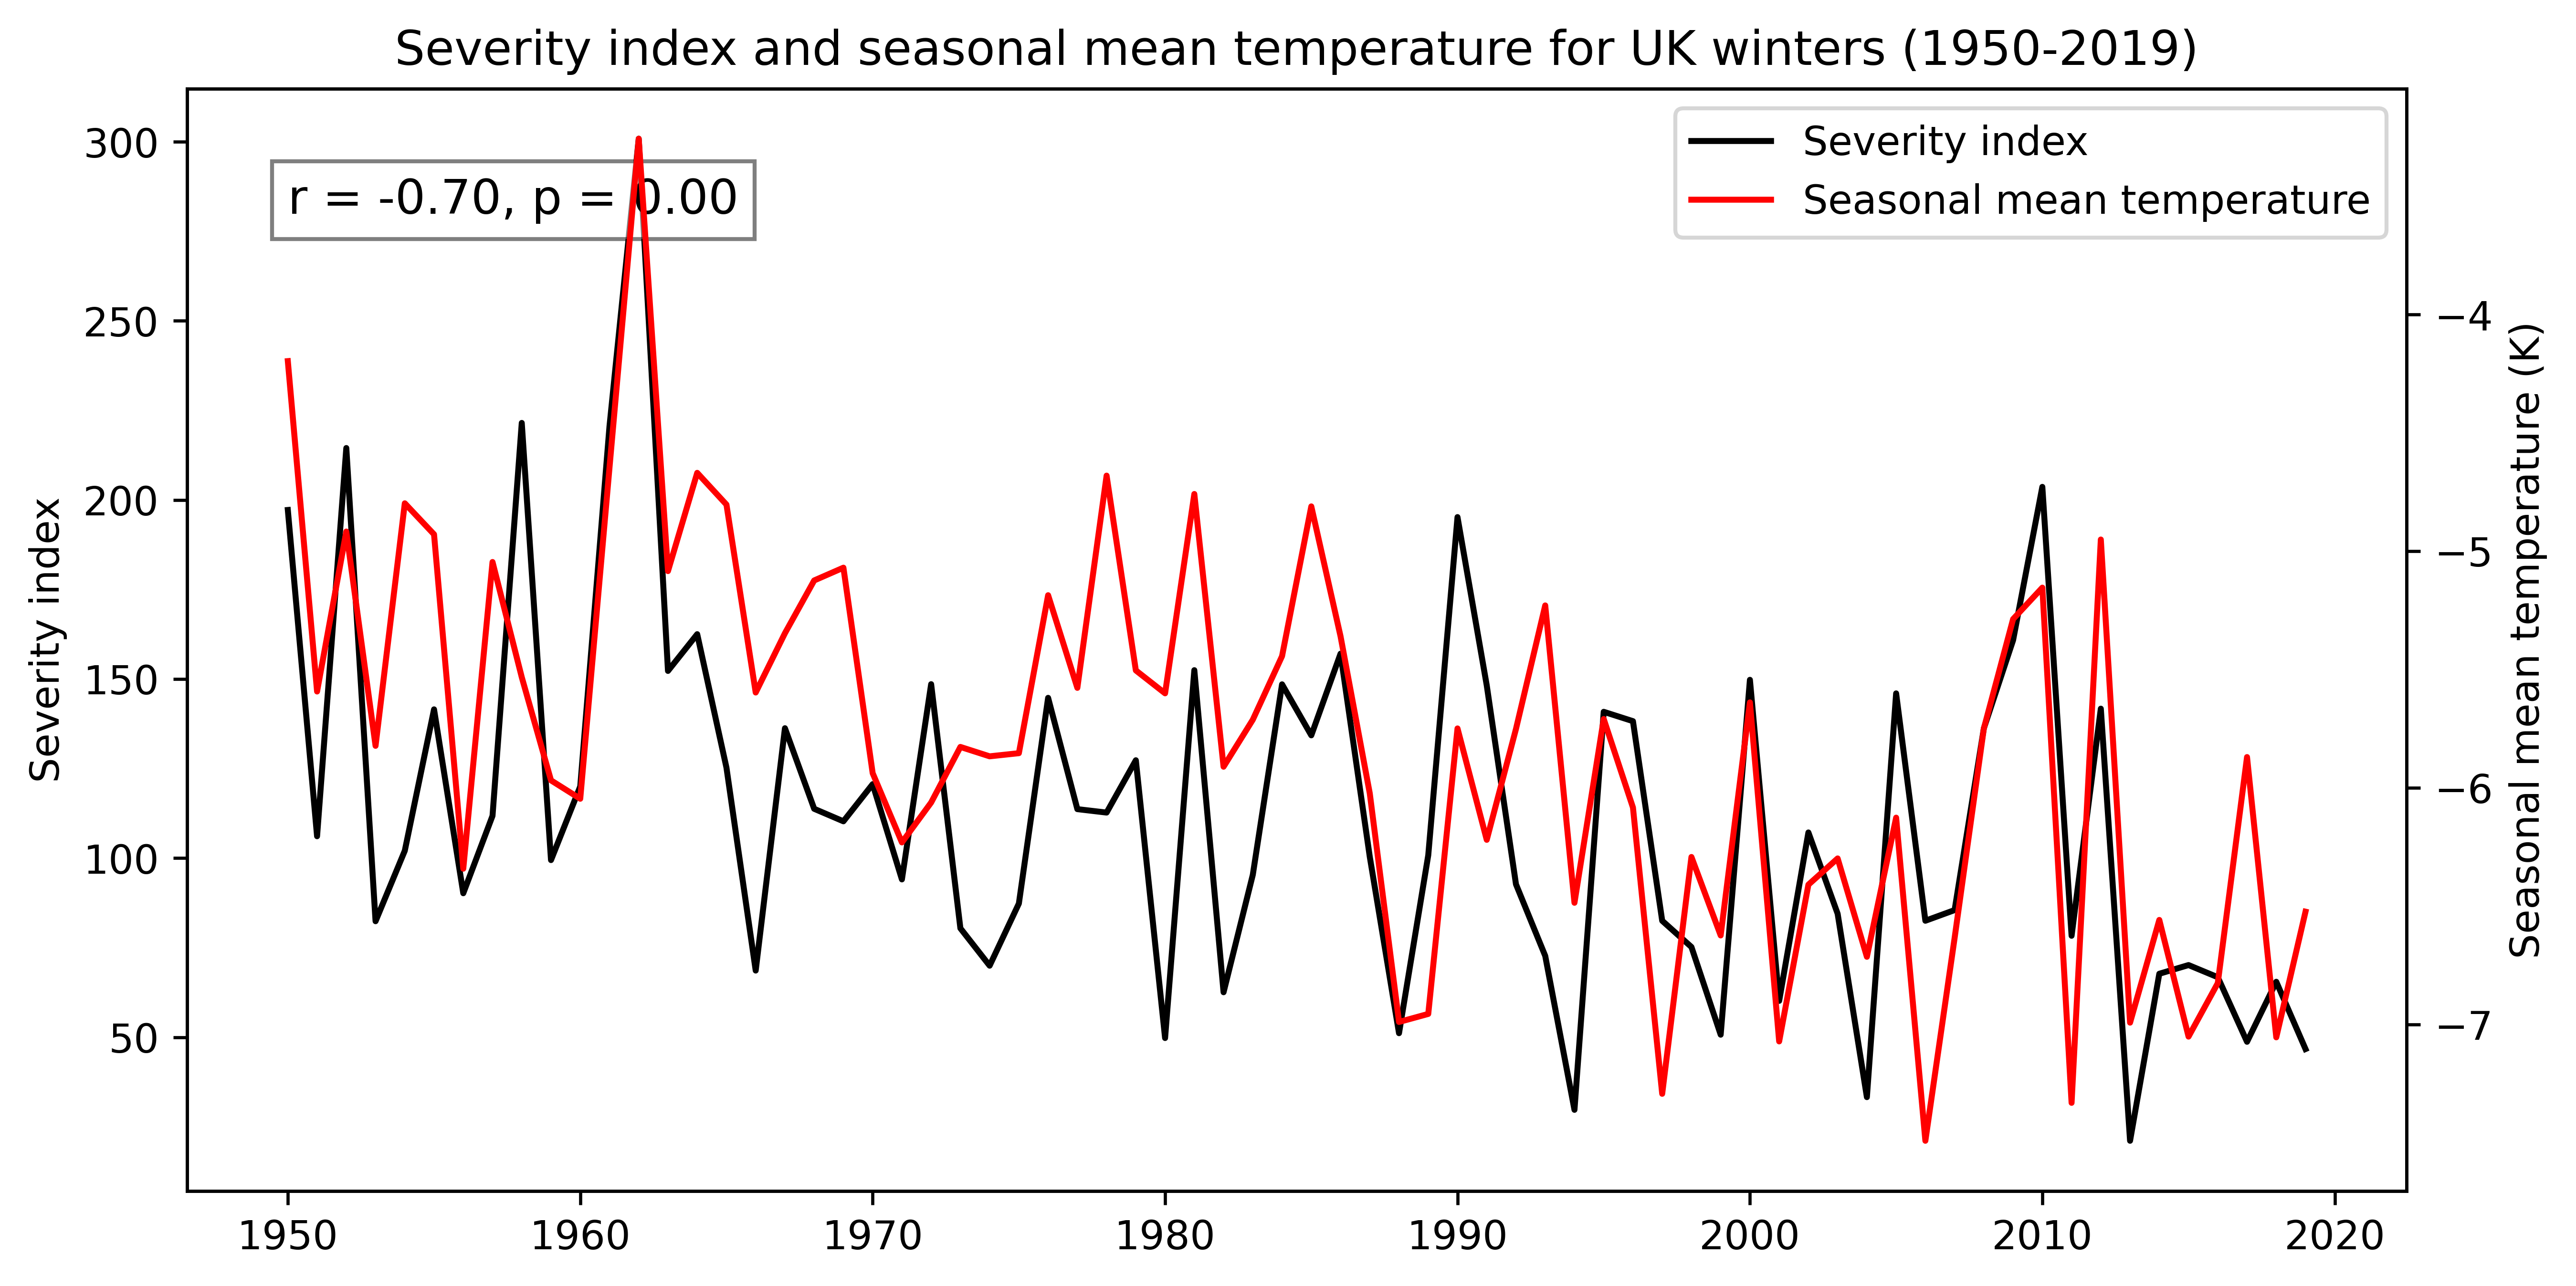 Severity index and seasonal mean temperature for UK winters (1950-2019)
r = -0.70, p = 0.00
Severity index
Seasonal mean temperature
300
250
200
150
100
50
Severity index
−4
−5
−6
−7
Seasonal mean temperature (K)
1950 1960 1970 1980 1990 2000 2010 2020